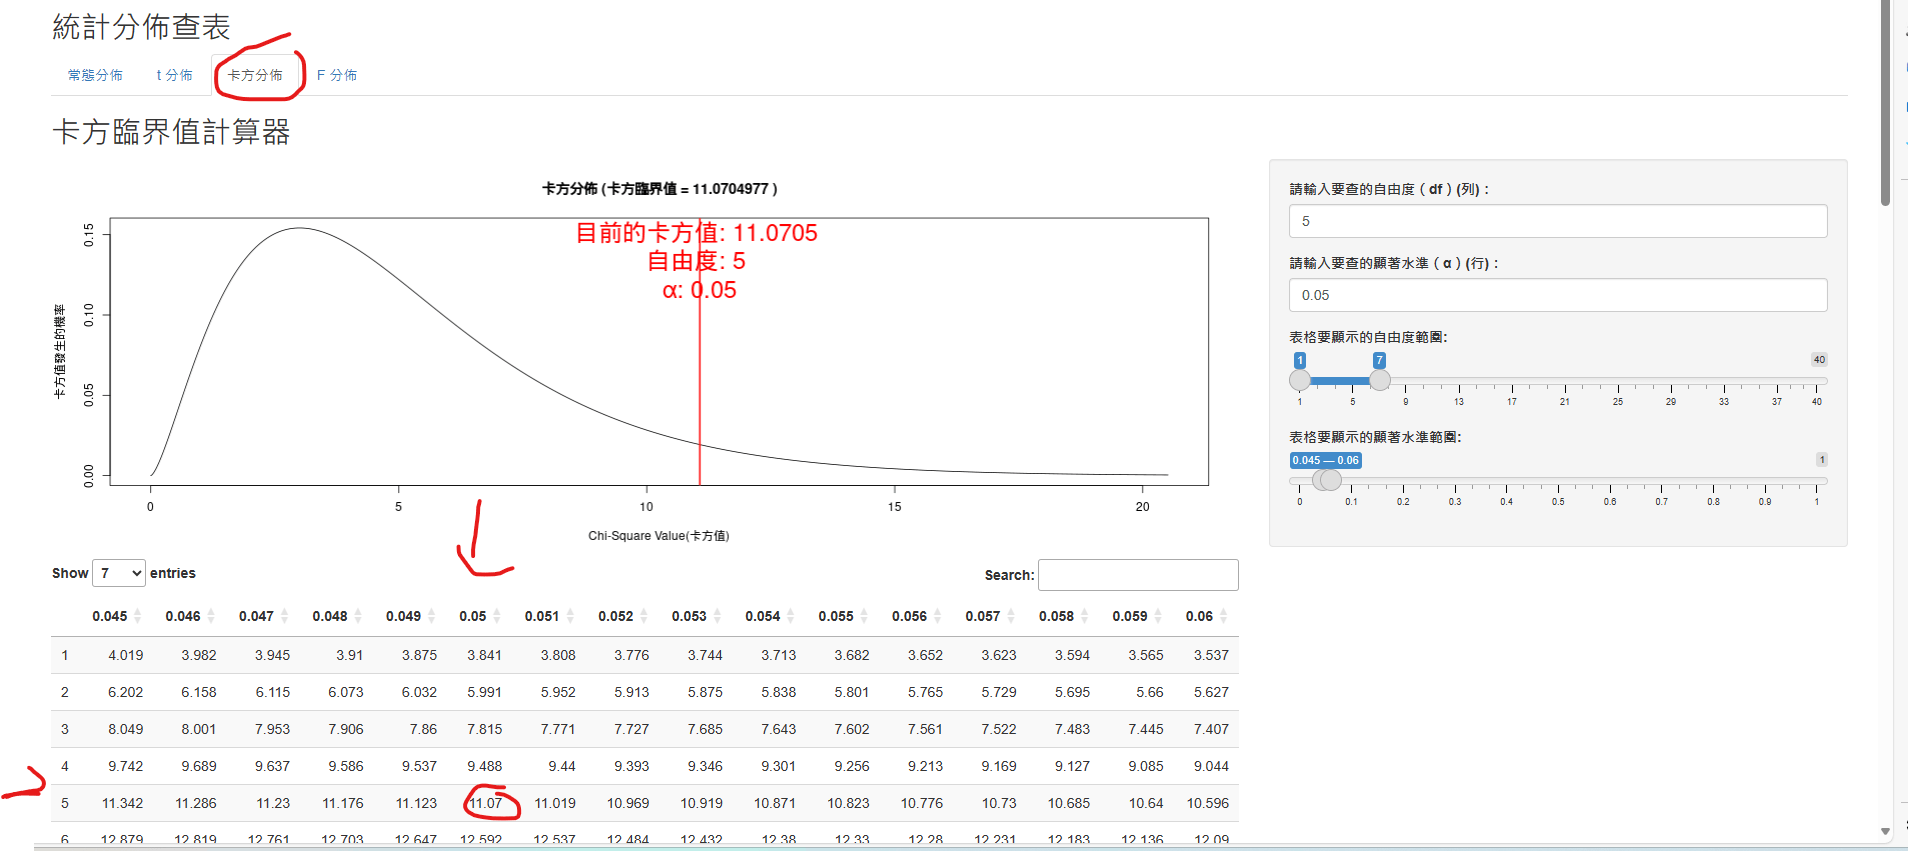 統計分佈查表
常態分佈 t 分佈 卡方分佈 F 分佈
卡方臨界值計算器
卡方分佈 (卡方臨界值 = 11.0704977 )
目前的卡方值: 11.0705
自由度: 5
α: 0.05
卡方值發生的機率
0.00 0.05 0.10 0.15
0 5 10 15 20
Chi-Square Value(卡方值)
請輸入要查的自由度 ( df ) (列)：
5
請輸入要查的顯著水準 ( α ) (行)：
0.05
表格要顯示的自由度範圍:
1 7 40
1 5 9 13 17 21 25 29 33 37 40
表格要顯示的顯著水準範圍:
0.045 — 0.06 1
0 0.1 0.2 0.3 0.4 0.5 0.6 0.7 0.8 0.9 1
Show 7 entries
Search:
0.045 0.046 0.047 0.048 0.049 0.05 0.051 0.052 0.053 0.054 0.055 0.056 0.057 0.058 0.059 0.06
1 4.019 3.982 3.945 3.91 3.875 3.841 3.808 3.776 3.744 3.713 3.682 3.652 3.623 3.594 3.565 3.537
2 6.202 6.158 6.115 6.073 6.032 5.991 5.952 5.913 5.875 5.838 5.801 5.765 5.729 5.695 5.66 5.627
3 8.049 8.001 7.953 7.906 7.86 7.815 7.771 7.727 7.685 7.643 7.602 7.561 7.522 7.483 7.445 7.407
4 9.742 9.689 9.637 9.586 9.537 9.488 9.44 9.393 9.346 9.301 9.256 9.213 9.169 9.127 9.085 9.044
5 11.342 11.286 11.23 11.176 11.123 11.07 11.019 10.969 10.919 10.871 10.823 10.776 10.73 10.685 10.64 10.596
6 12.879 12.819 12.761 12.703 12.647 12.592 12.537 12.484 12.432 12.38 12.33 12.28 12.231 12.183 12.136 12.09